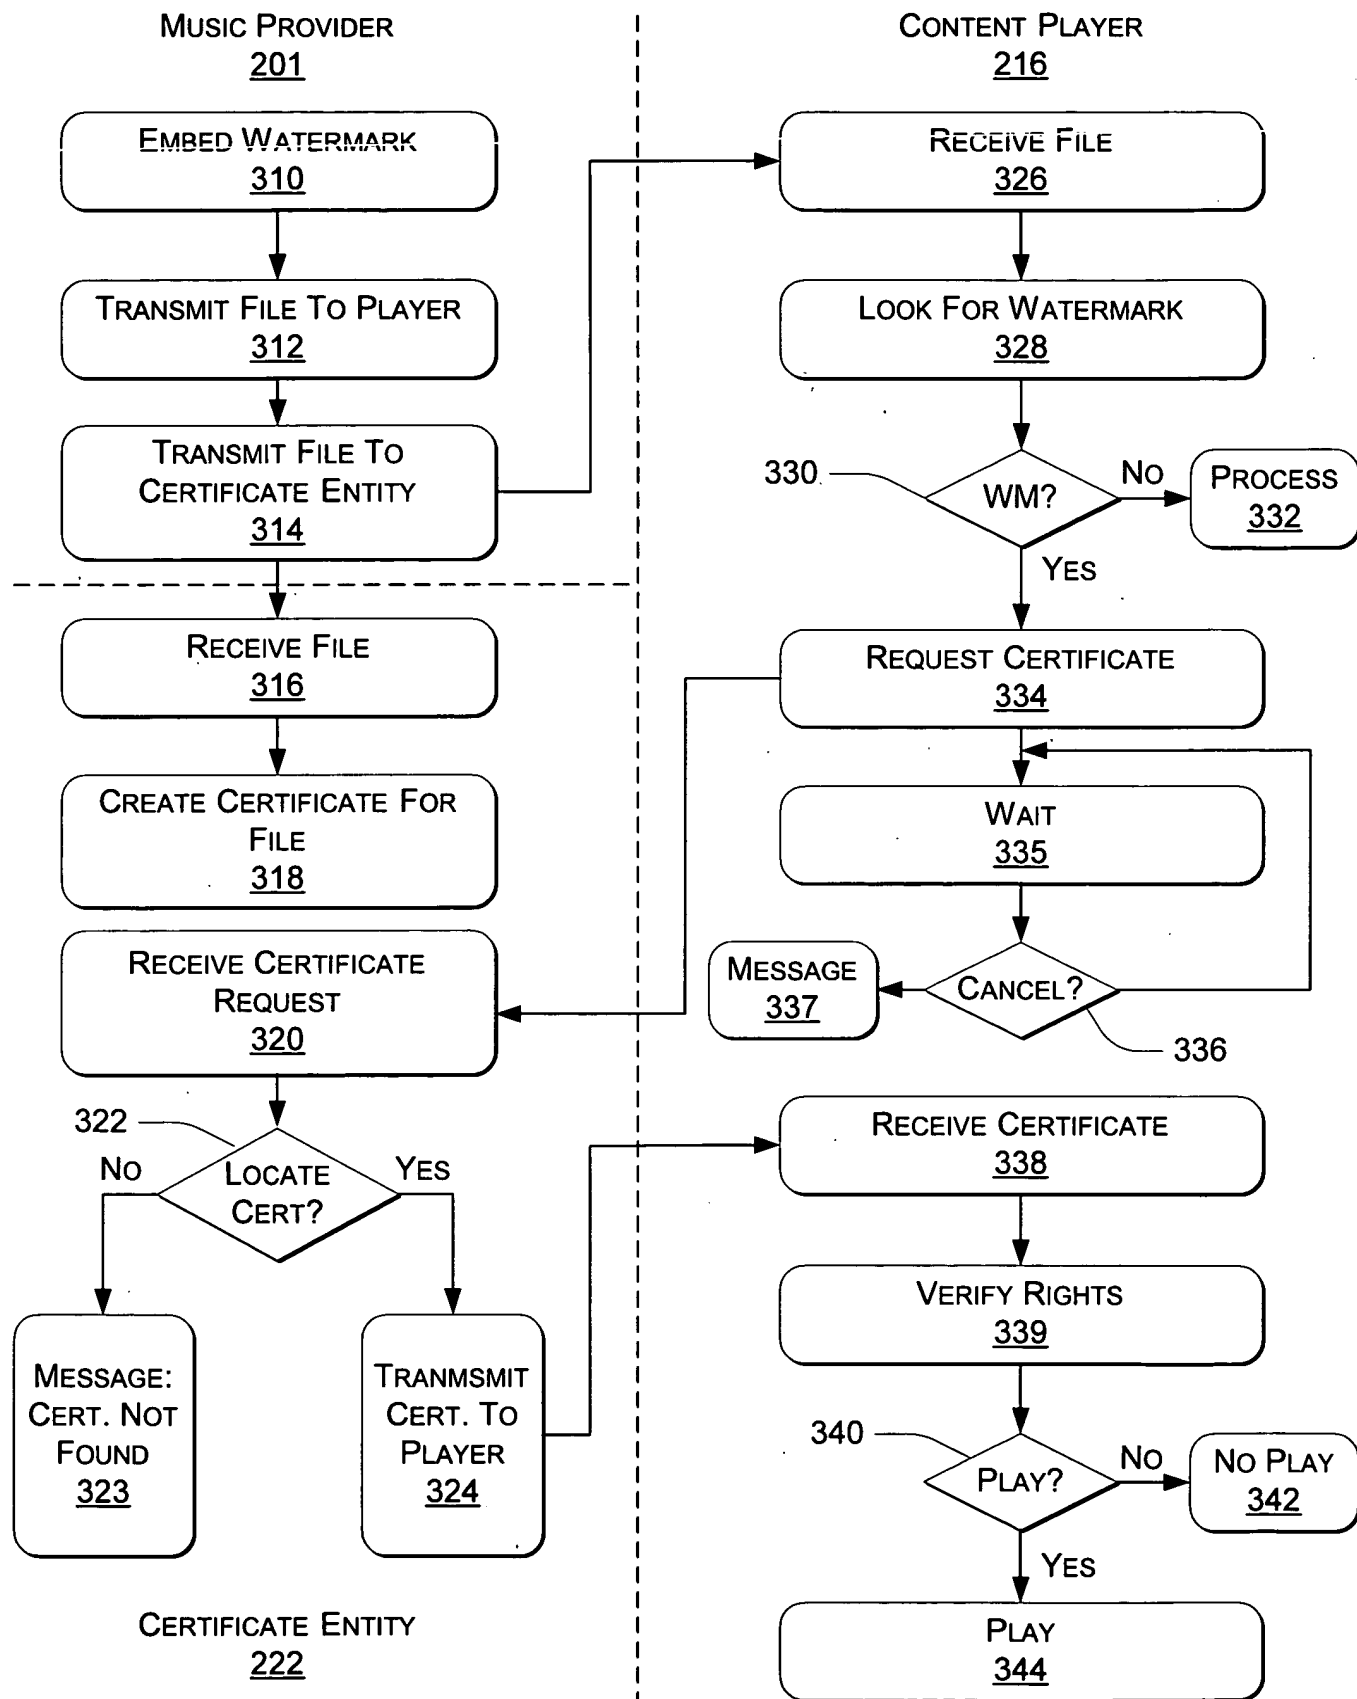 MUSIC PROVIDER
201
EMBED WATERMARK
310
TRANSMIT FILE TO PLAYER
312
TRANSMIT FILE TO
CERTIFICATE ENTITY
314
RECEIVE FILE
316
CREATE CERTIFICATE FOR
FILE
318
RECEIVE CERTIFICATE
REQUEST
320
322
LOCATE
CERT?
NO
YES
MESSAGE:
CERT. NOT
FOUND
323
TRANMSMIT
CERT. TO
PLAYER
324
CERTIFICATE ENTITY
222
CONTENT PLAYER
216
RECEIVE FILE
326
LOOK FOR WATERMARK
328
330
WM?
NO
PROCESS
332
YES
REQUEST CERTIFICATE
334
WAIT
335
MESSAGE
337
CANCEL?
336
RECEIVE CERTIFICATE
338
VERIFY RIGHTS
339
340
PLAY?
NO
NO PLAY
342
YES
PLAY
344